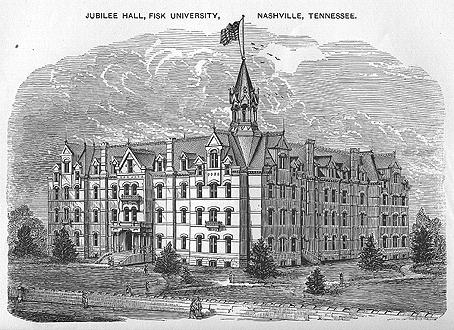 JUBILEE HALL, FISK UNIVERSITY, NASHVILLE, TENNESSEE.